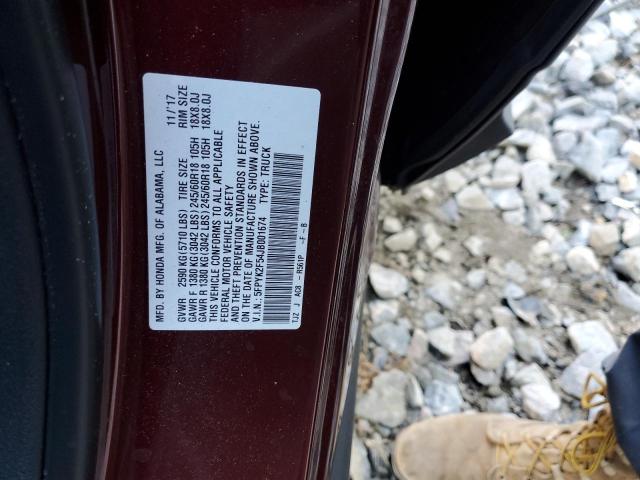 MFD. BY HONDA MFG. OF ALABAMA, LLC 11/'17
GVWR 2590 KG(5710 LBS) TIRE SIZE RIM SIZE
GAWR F 1380 KG(3042 LBS) 245/60R18 105H 18X8.0J
GAWR R 1380 KG(3042 LBS) 245/60R18 105H 18X8.0J
THIS VEHICLE CONFORMS TO ALL APPLICABLE
FEDERAL MOTOR VEHICLE SAFETY
AND THEFT PREVENTION STANDARDS IN EFFECT
ON THE DATE OF MANUFACTURE SHOWN ABOVE.
V.I.N.: 5FPYK2F54JB001674 TYPE: TRUCK
TJZ J AC8 - R561P -F-B